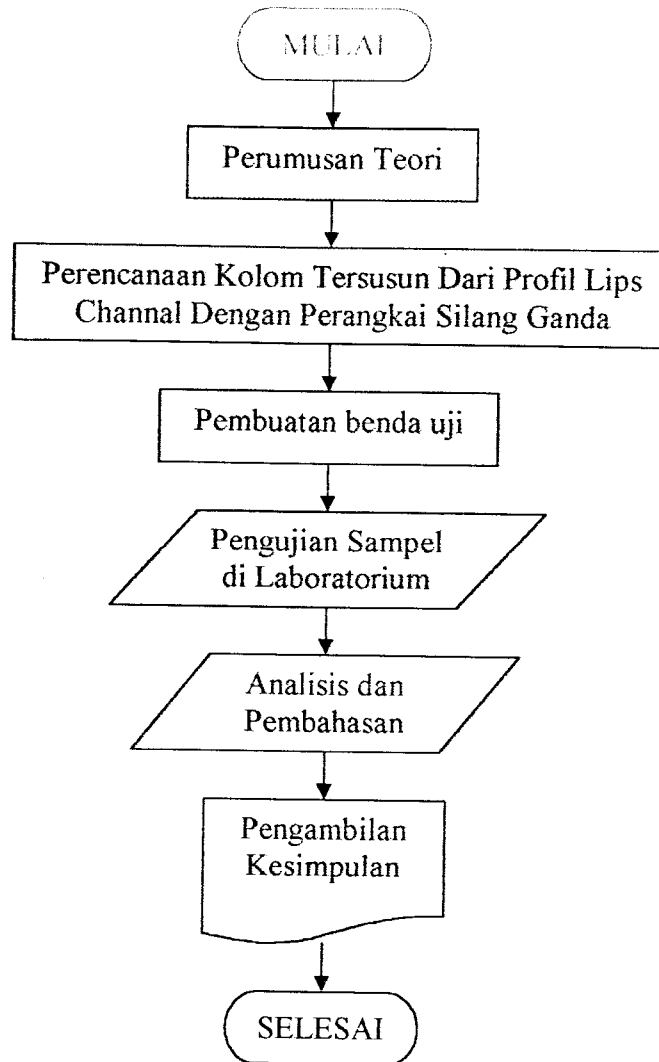 MULAI
Perumusan Teori
Perencanaan Kolom Tersusun Dari Profil Lips
Channal Dengan Perangkai Silang Ganda
Pembuatan benda uji
Pengujian Sampel
di Laboratorium
Analisis dan
Pembahasan
Pengambilan
Kesimpulan
SELESAI